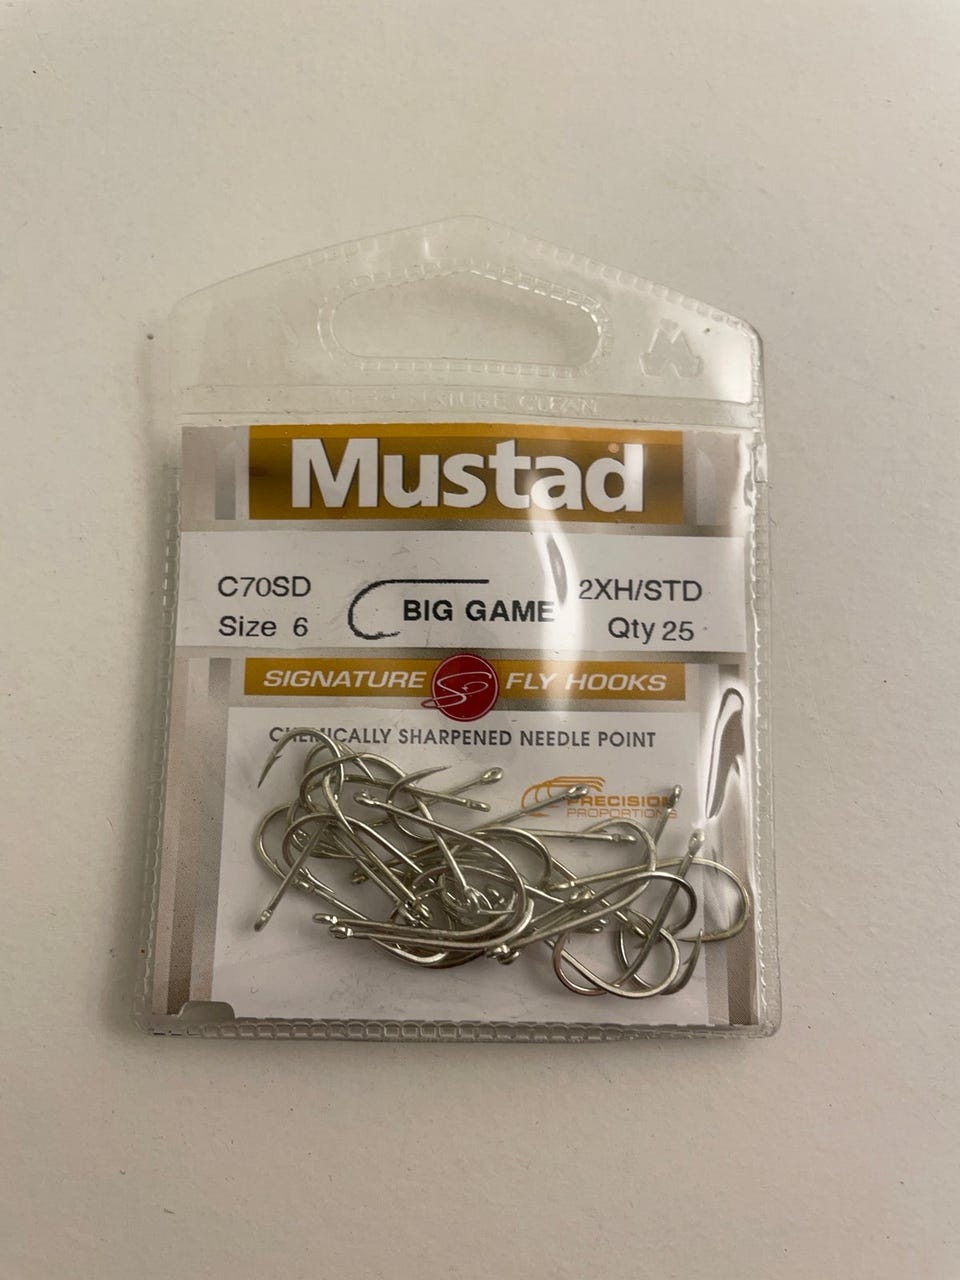 Mustad
C70SD
2XH/STD
Size 6
BIG GAME
Qty 25
SIGNATURE FLY HOOKS
CHEMICALLY SHARPENED NEEDLE POINT
PRECISION
PROPORTIONS